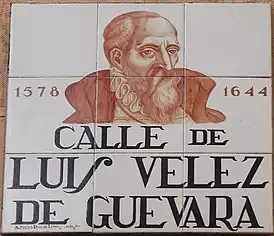 1578 1644
CALLE DE
LUIS VELEZ
DE GUEVARA